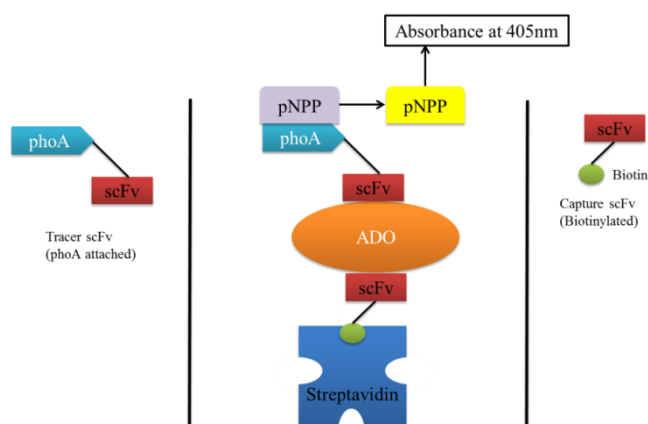 Absorbance at 405nm
pNPP
pNPP
phoA
scFv
ADO
scFv
Streptavidin
phoA
scFv
Tracer scFv
(phoA attached)
scFv
Biotin
Capture scFv
(Biotinylated)